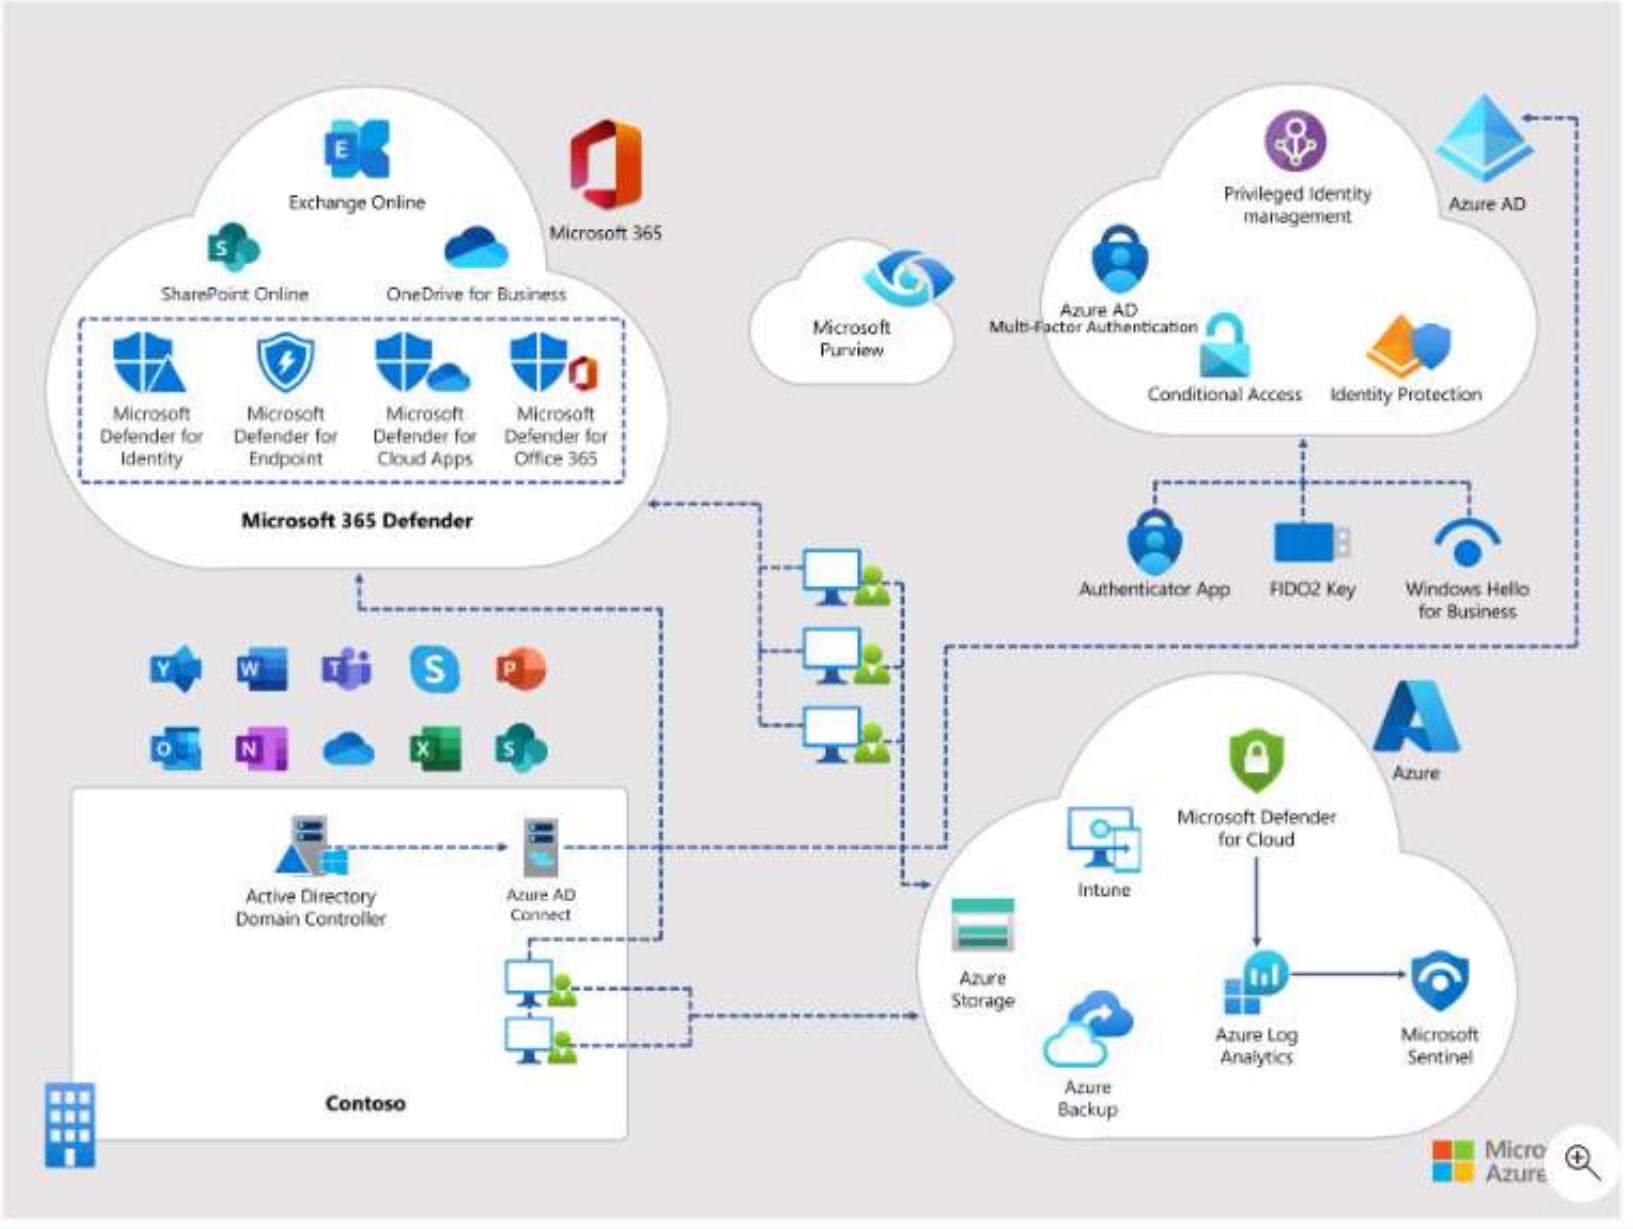 Exchange Online
Microsoft 365
SharePoint Online
OneDrive for Business
Microsoft
Defender for
Identity
Microsoft
Defender for
Endpoint
Microsoft
Defender for
Cloud Apps
Microsoft
Defender for
Office 365
Microsoft 365 Defender
Microsoft
Purview
Privileged Identity
management
Azure AD
Azure AD
Multi-Factor Authentication
Conditional Access
Identity Protection
Authenticator App
FIDO2 Key
Windows Hello
for Business
E
S
Y
W
T
S
P
O
N
X
S
Active Directory
Domain Controller
Azure AD
Connect
Contoso
Azure
Microsoft Defender
for Cloud
Intune
Azure
Storage
Azure Log
Analytics
Microsoft
Sentinel
Azure
Backup
Micro
Azure